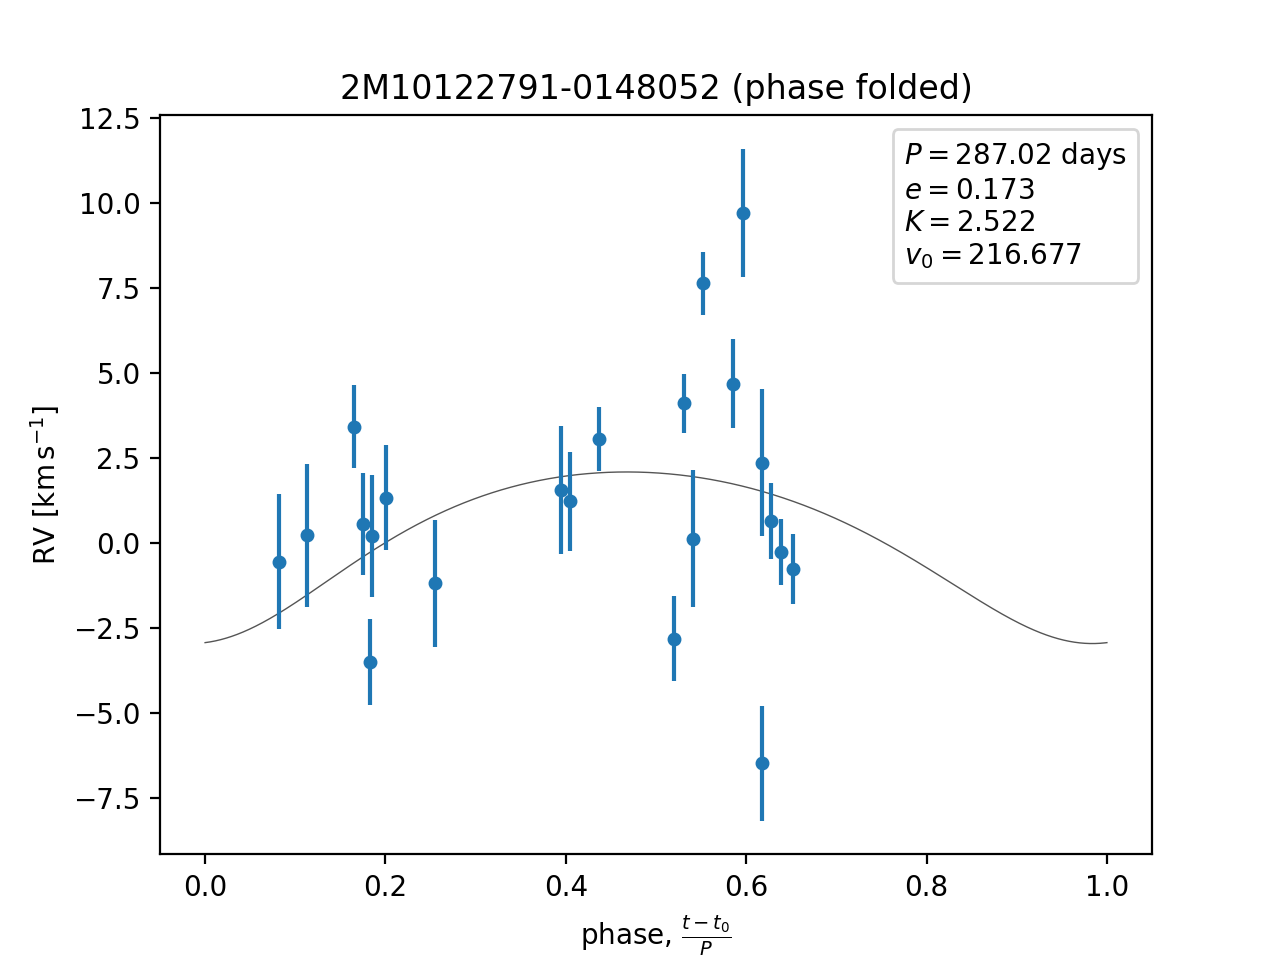 2M10122791-0148052 (phase folded)
P = 287.02 days
e = 0.173
K = 2.522
v₀ = 216.677
RV [km s⁻¹]
12.5
10.0
7.5
5.0
2.5
0.0
−2.5
−5.0
−7.5
0.0 0.2 0.4 0.6 0.8 1.0
phase, (t − t₀)/P